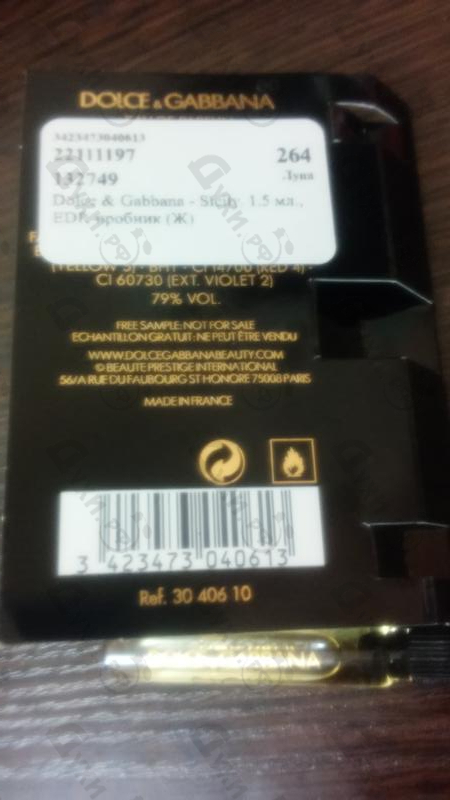 DOLCE & GABBANA
3423473040613
22111197
264
132749
.Луна
Dolce & Gabbana - Sicily 1.5 мл.,
EDP пробник (Ж)
(YELLOW 5) • BHT • CI 14700 (RED 4) •
CI 60730 (EXT. VIOLET 2)
79% VOL.
FREE SAMPLE: NOT FOR SALE
ECHANTILLON GRATUIT : NE PEUT ÊTRE VENDU
WWW.DOLCEGABBANABEAUTY.COM
© BEAUTE PRESTIGE INTERNATIONAL
56/A RUE DU FAUBOURG ST HONORE 75008 PARIS
MADE IN FRANCE
3 423473 040613
Ref. 30 406 10
GABBANA
Духи.рф